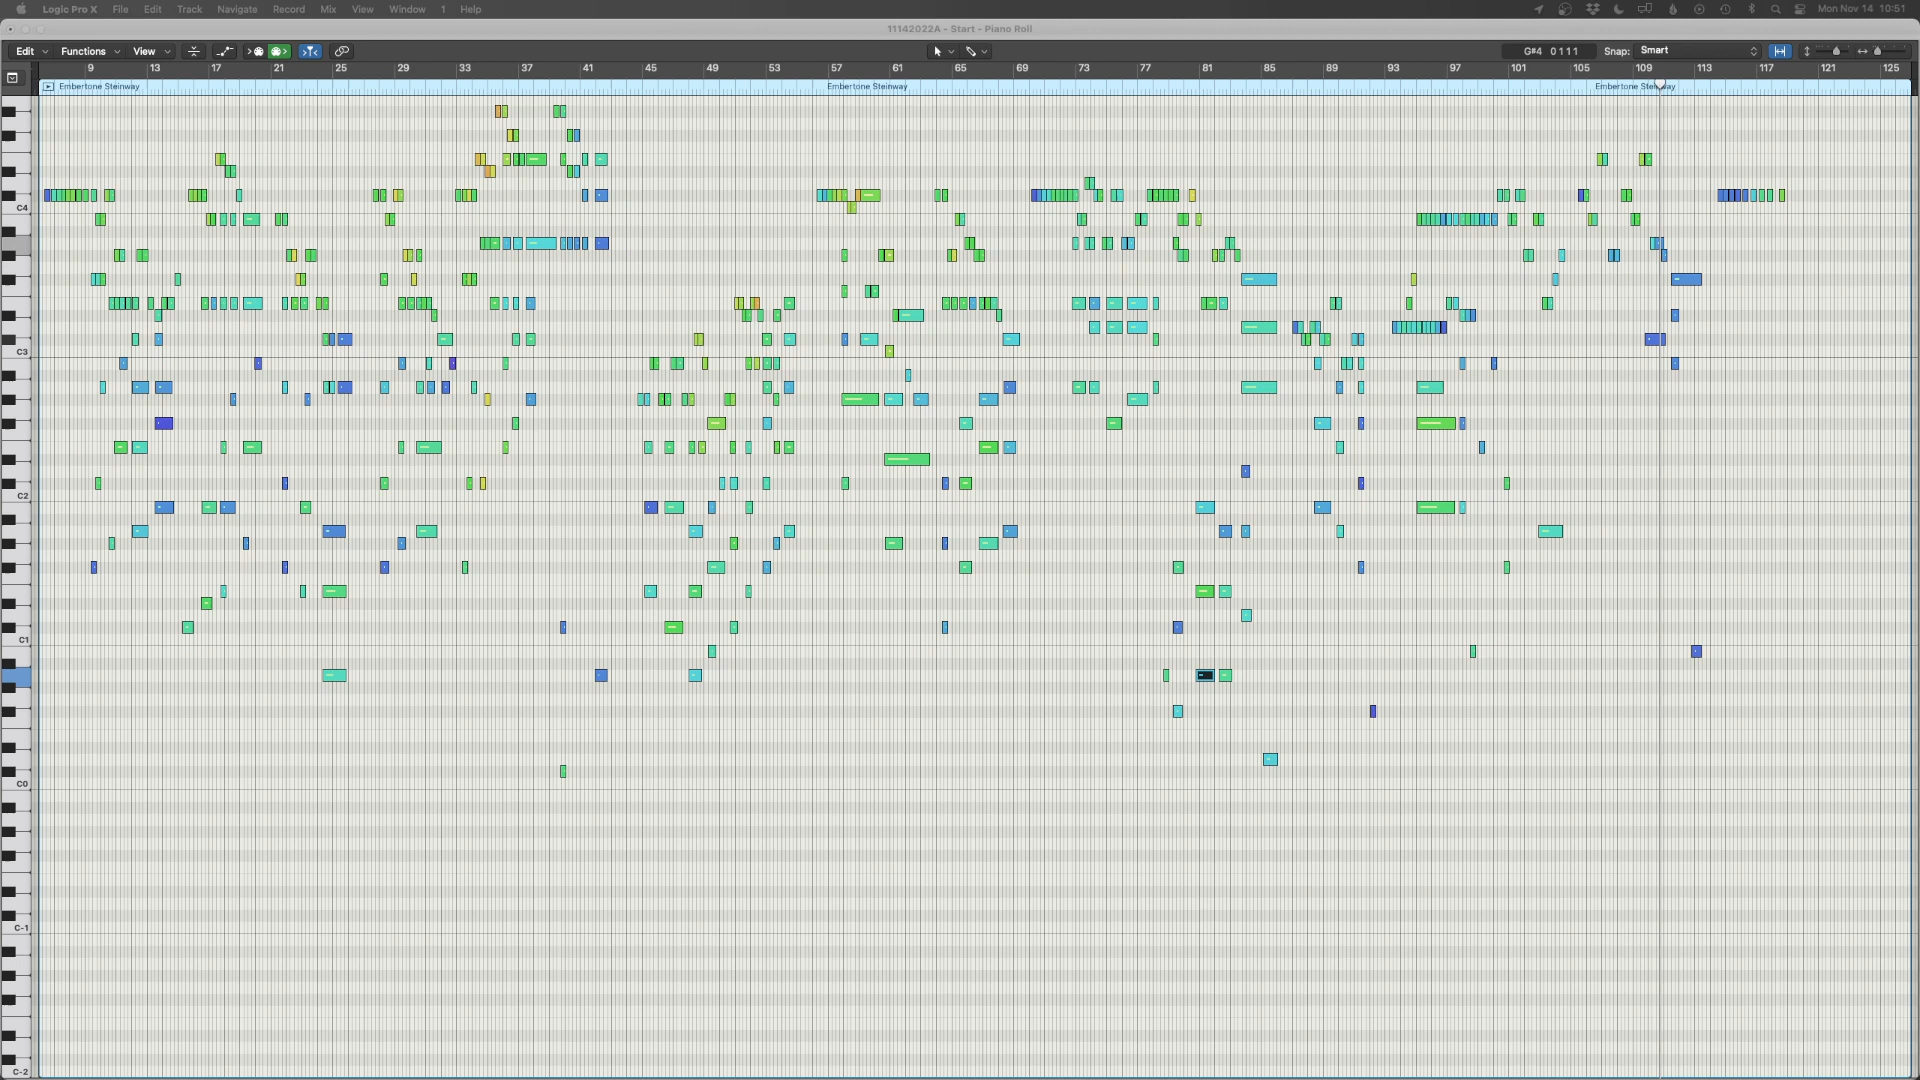 Logic Pro X File Edit Track Navigate Record Mix View Window 1 Help Mon Nov 14 10:51
11142022A - Start - Piano Roll
Edit Functions View G#4 0 1 1 1 Snap: Smart
9 13 17 21 25 29 33 37 41 45 49 53 57 61 65 69 73 77 81 85 89 93 97 101 105 109 113 117 121 125
Embertone Steinway Embertone Steinway Embertone Steinway
C4
C3
C2
C1
C0
C-1
C-2